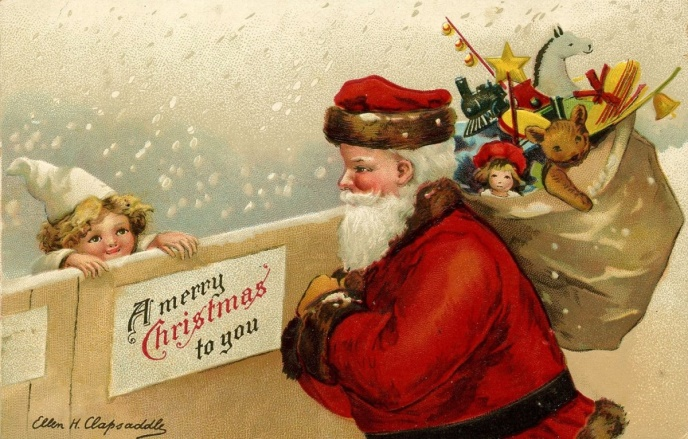 A merry
Christmas
to you
Ellen H. Clapsaddle